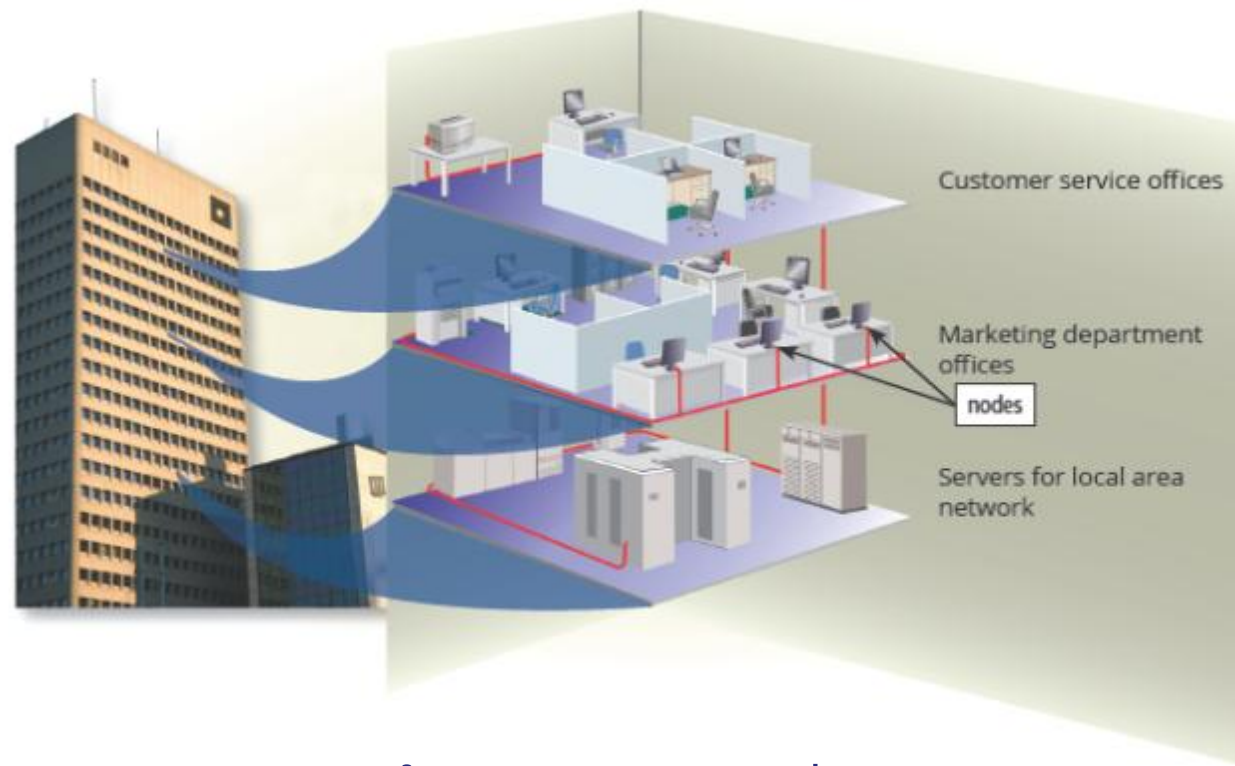 Customer service offices
Marketing department
offices
nodes
Servers for local area
network